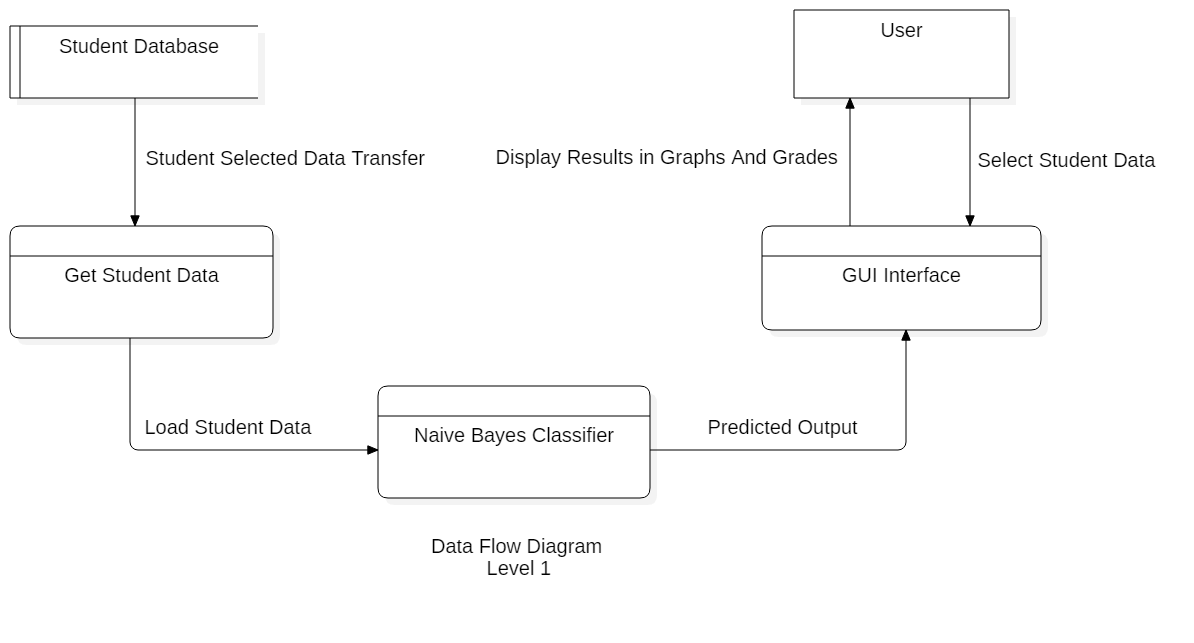 Student Database
User
Student Selected Data Transfer
Display Results in Graphs And Grades
Select Student Data
Get Student Data
GUI Interface
Load Student Data
Naive Bayes Classifier
Predicted Output
Data Flow Diagram
Level 1